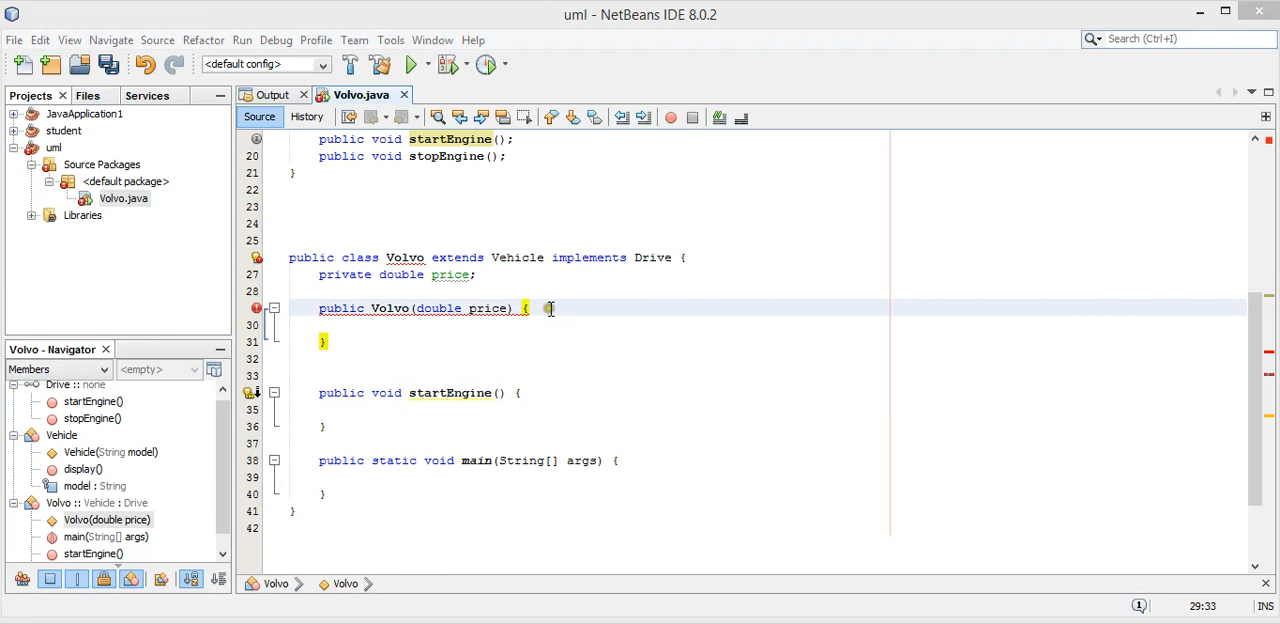 uml - NetBeans IDE 8.0.2
File Edit View Navigate Source Refactor Run Debug Profile Team Tools Window Help
Search (Ctrl+I)
<default config>
Projects Files Services
Output Volvo.java
JavaApplication1
student
uml
Source Packages
<default package>
Volvo.java
Libraries
Source History
public void startEngine();
20 public void stopEngine();
21 }
22
23
24
25
public class Volvo extends Vehicle implements Drive {
27 private double price;
28
public Volvo(double price) {
30
31 }
32
33
public void startEngine() {
35
36 }
37
38 public static void main(String[] args) {
39
40 }
41 }
42
Volvo - Navigator
Members <empty>
Drive :: none
startEngine()
stopEngine()
Vehicle
Vehicle(String model)
display()
model : String
Volvo :: Vehicle : Drive
Volvo(double price)
main(String[] args)
startEngine()
Volvo Volvo
1 29:33 INS